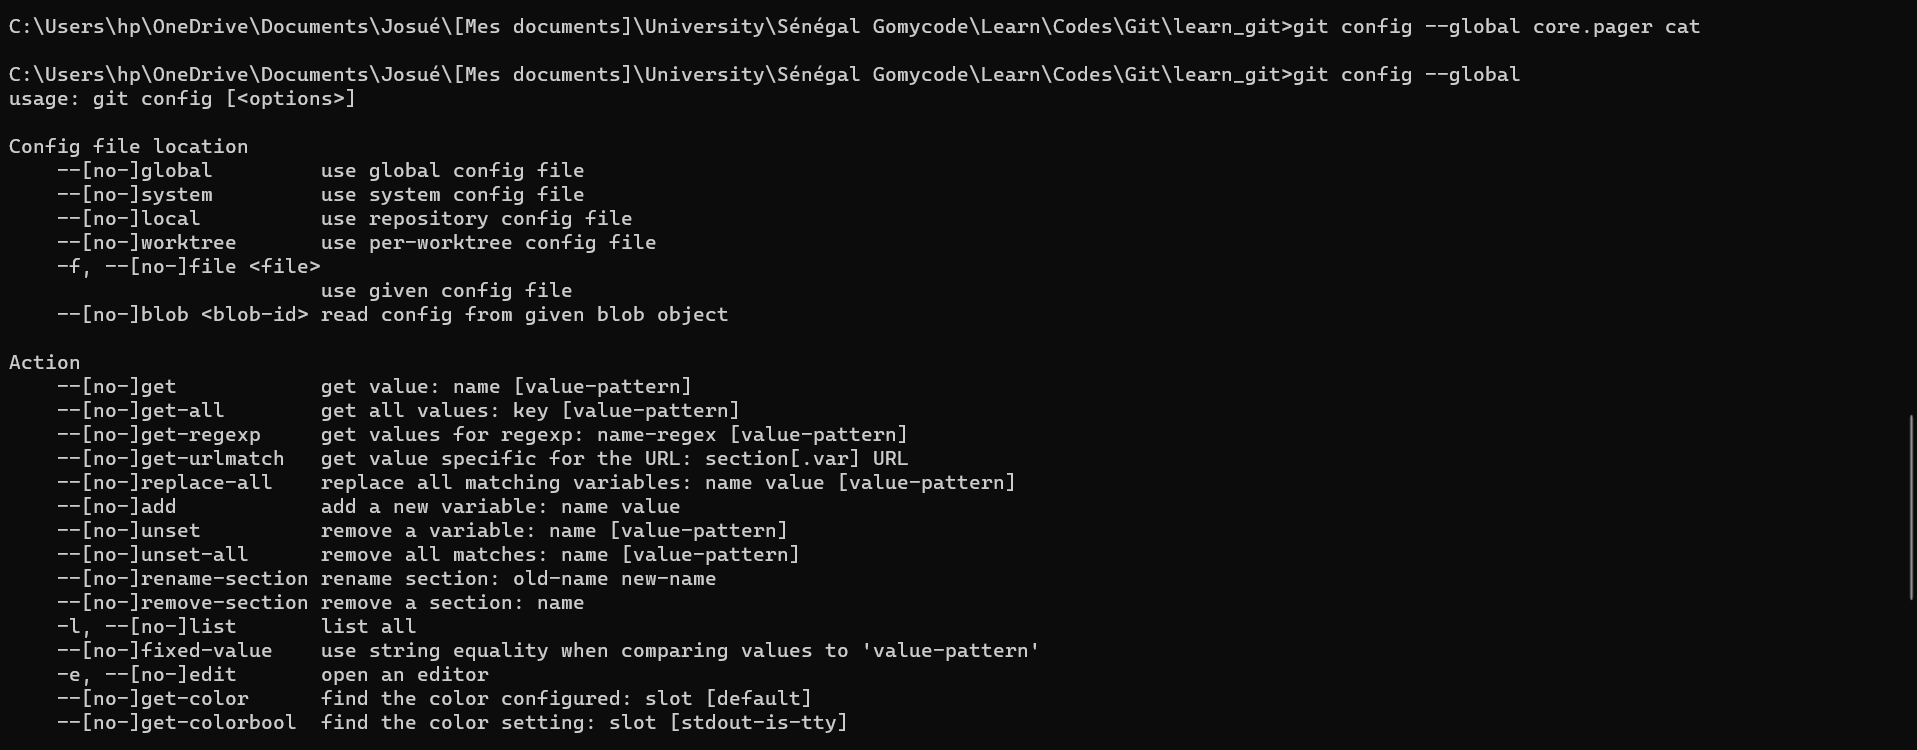 C:\Users\hp\OneDrive\Documents\Josué\[Mes documents]\University\Sénégal Gomycode\Learn\Codes\Git\learn_git>git config --global core.pager cat
C:\Users\hp\OneDrive\Documents\Josué\[Mes documents]\University\Sénégal Gomycode\Learn\Codes\Git\learn_git>git config --global
usage: git config [<options>]
Config file location
    --[no-]global         use global config file
    --[no-]system         use system config file
    --[no-]local          use repository config file
    --[no-]worktree       use per-worktree config file
    -f, --[no-]file <file>
                          use given config file
    --[no-]blob <blob-id> read config from given blob object
Action
    --[no-]get            get value: name [value-pattern]
    --[no-]get-all        get all values: key [value-pattern]
    --[no-]get-regexp     get values for regexp: name-regex [value-pattern]
    --[no-]get-urlmatch   get value specific for the URL: section[.var] URL
    --[no-]replace-all    replace all matching variables: name value [value-pattern]
    --[no-]add            add a new variable: name value
    --[no-]unset          remove a variable: name [value-pattern]
    --[no-]unset-all      remove all matches: name [value-pattern]
    --[no-]rename-section rename section: old-name new-name
    --[no-]remove-section remove a section: name
    -l, --[no-]list       list all
    --[no-]fixed-value    use string equality when comparing values to 'value-pattern'
    -e, --[no-]edit       open an editor
    --[no-]get-color      find the color configured: slot [default]
    --[no-]get-colorbool  find the color setting: slot [stdout-is-tty]